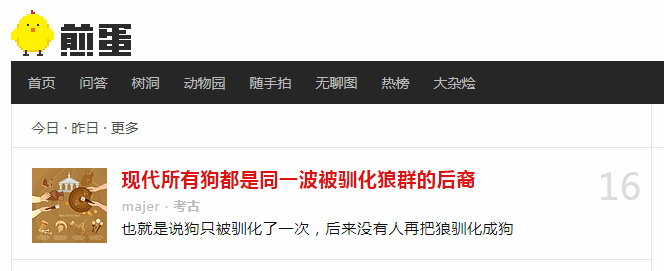 煎蛋
首页 问答 树洞 动物园 随手拍 无聊图 热榜 大杂烩
今日 · 昨日 · 更多
现代所有狗都是同一波被驯化狼群的后裔
16
majer · 考古
也就是说狗只被驯化了一次，后来没有人再把狼驯化成狗